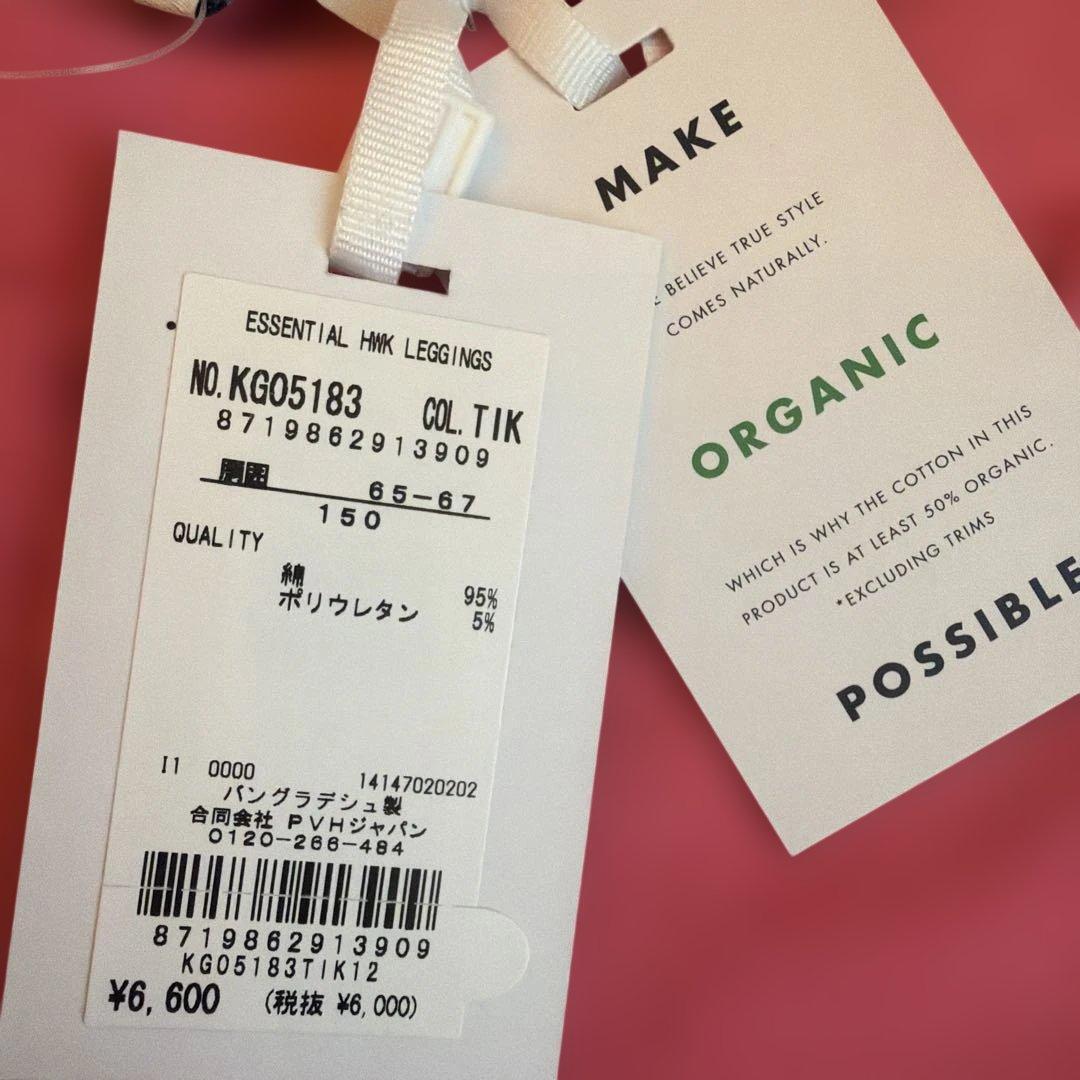 ESSENTIAL HWK LEGGINGS
NO.KG05183 COL.TIK
8719862913909
65-67
150
QUALITY
綿 95%
ポリウレタン 5%
I1 0000 14147020202
バングラデシュ製
合同会社 PVHジャパン
0120-266-484
8719862913909
KG05183TIK12
¥6,600 (税抜 ¥6,000)
MAKE
BELIEVE TRUE STYLE
COMES NATURALLY.
ORGANIC
WHICH IS WHY THE COTTON IN THIS
PRODUCT IS AT LEAST 50% ORGANIC.
*EXCLUDING TRIMS
POSSIBLE